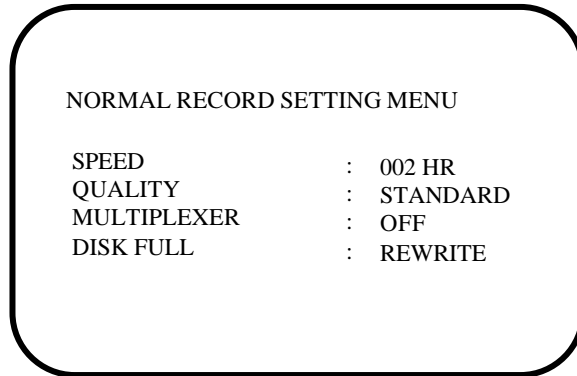 NORMAL RECORD SETTING MENU
SPEED : 002 HR
QUALITY : STANDARD
MULTIPLEXER : OFF
DISK FULL : REWRITE